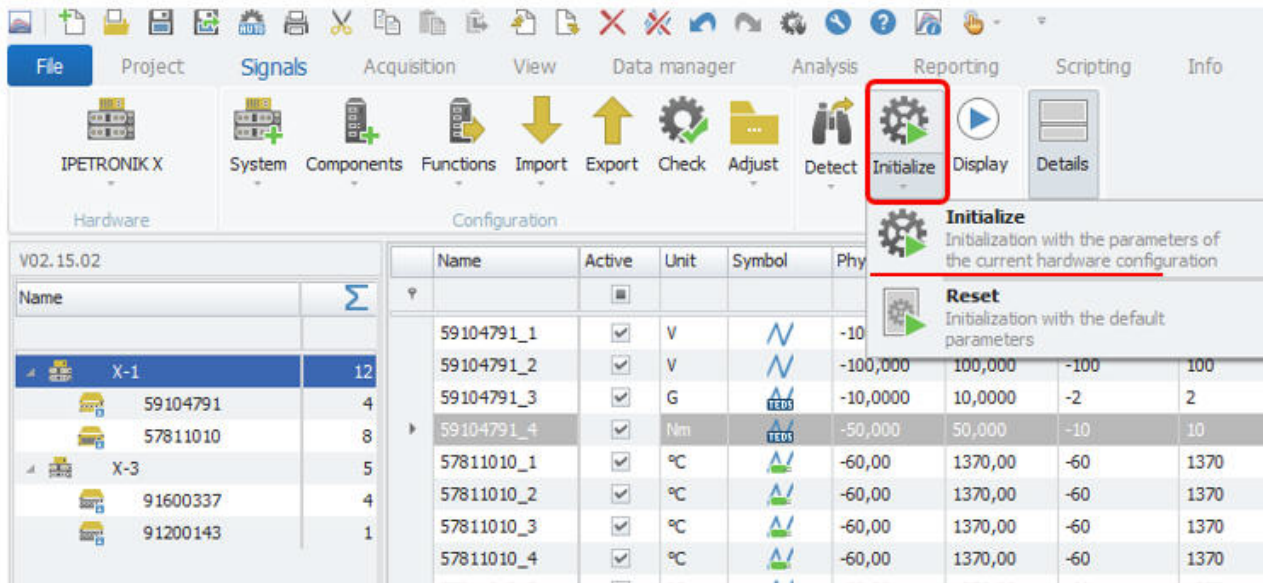 AUTO
File Project Signals Acquisition View Data manager Analysis Reporting Scripting Info
IPETRONIK X System Components Functions Import Export Check Adjust Detect Initialize Display Details
Hardware Configuration
Initialize
Initialization with the parameters of
the current hardware configuration
Reset
Initialization with the default
parameters
V02.15.02
Name Σ
X-1 12
59104791 4
57811010 8
X-3 5
91600337 4
91200143 1
Name Active Unit Symbol Phy
59104791_1 V -10
59104791_2 V -100,000 100,000 -100 100
59104791_3 G TEDS -10,0000 10,0000 -2 2
59104791_4 Nm TEDS -50,000 50,000 -10 10
57811010_1 °C -60,00 1370,00 -60 1370
57811010_2 °C -60,00 1370,00 -60 1370
57811010_3 °C -60,00 1370,00 -60 1370
57811010_4 °C -60,00 1370,00 -60 1370